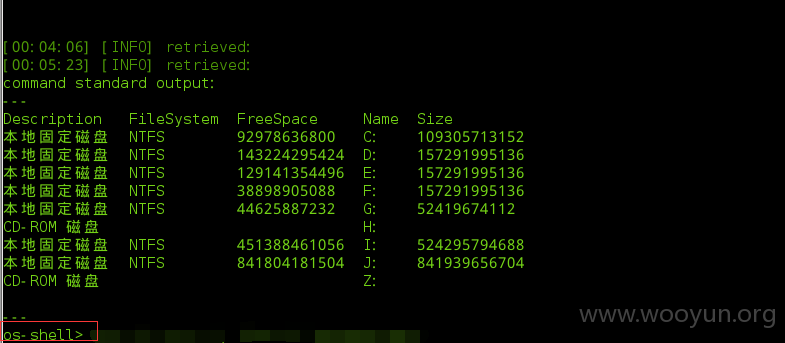 [00:04:06] [INFO] retrieved:
[00:05:23] [INFO] retrieved:
command standard output:
---
Description FileSystem FreeSpace Name Size
本地固定磁盘 NTFS 92978636800 C: 109305713152
本地固定磁盘 NTFS 143224295424 D: 157291995136
本地固定磁盘 NTFS 129141354496 E: 157291995136
本地固定磁盘 NTFS 38898905088 F: 157291995136
本地固定磁盘 NTFS 44625887232 G: 52419674112
CD-ROM 磁盘 H:
本地固定磁盘 NTFS 451388461056 I: 524295794688
本地固定磁盘 NTFS 841804181504 J: 841939656704
CD-ROM 磁盘 Z:
---
www.wooyun.org
os-shell>